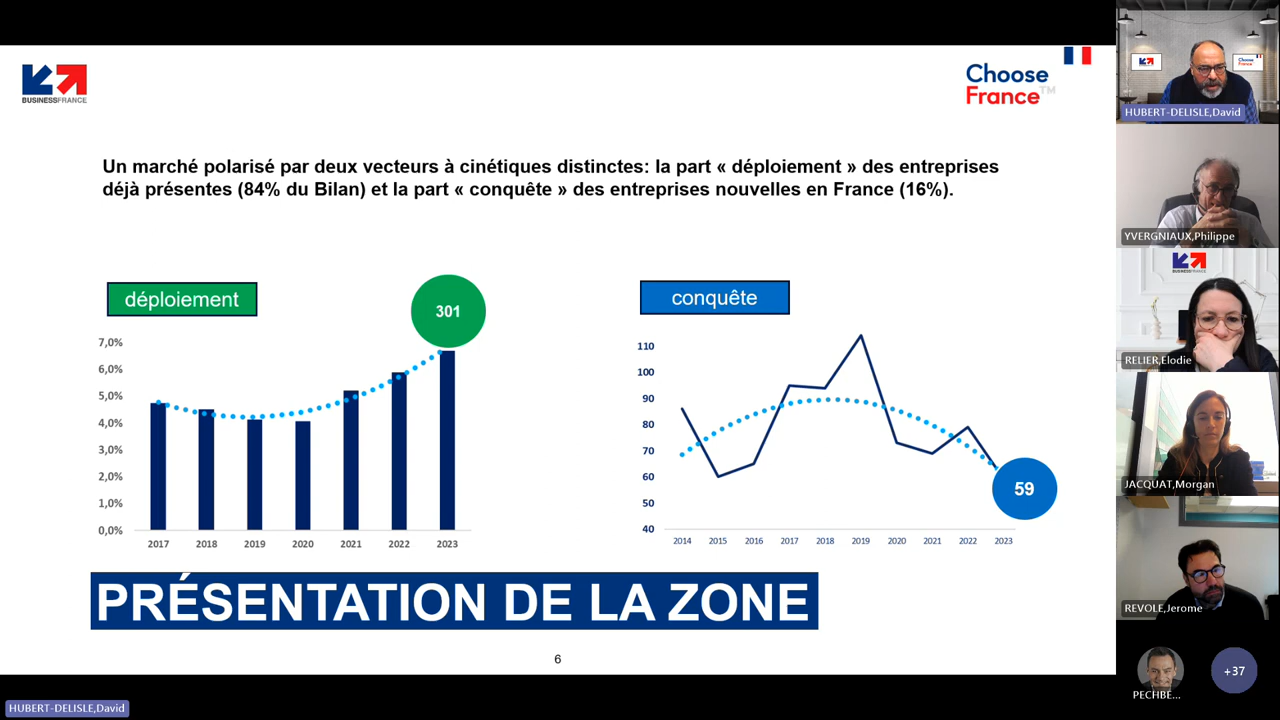 BUSINESSFRANCE
Choose
France™
Un marché polarisé par deux vecteurs à cinétiques distinctes: la part « déploiement » des entreprises
déjà présentes (84% du Bilan) et la part « conquête » des entreprises nouvelles en France (16%).
déploiement
301
7,0%
6,0%
5,0%
4,0%
3,0%
2,0%
1,0%
0,0%
2017 2018 2019 2020 2021 2022 2023
conquête
110
100
90
80
70
60
50
40
59
2014 2015 2016 2017 2018 2019 2020 2021 2022 2023
PRÉSENTATION DE LA ZONE
6
HUBERT-DELISLE,David
Choose
France
HUBERT-DELISLE,David
YVERGNIAUX,Philippe
BUSINESSFRANCE
RELIER,Elodie
JACQUAT,Morgan
REVOLE,Jerome
PECHBE...
+37